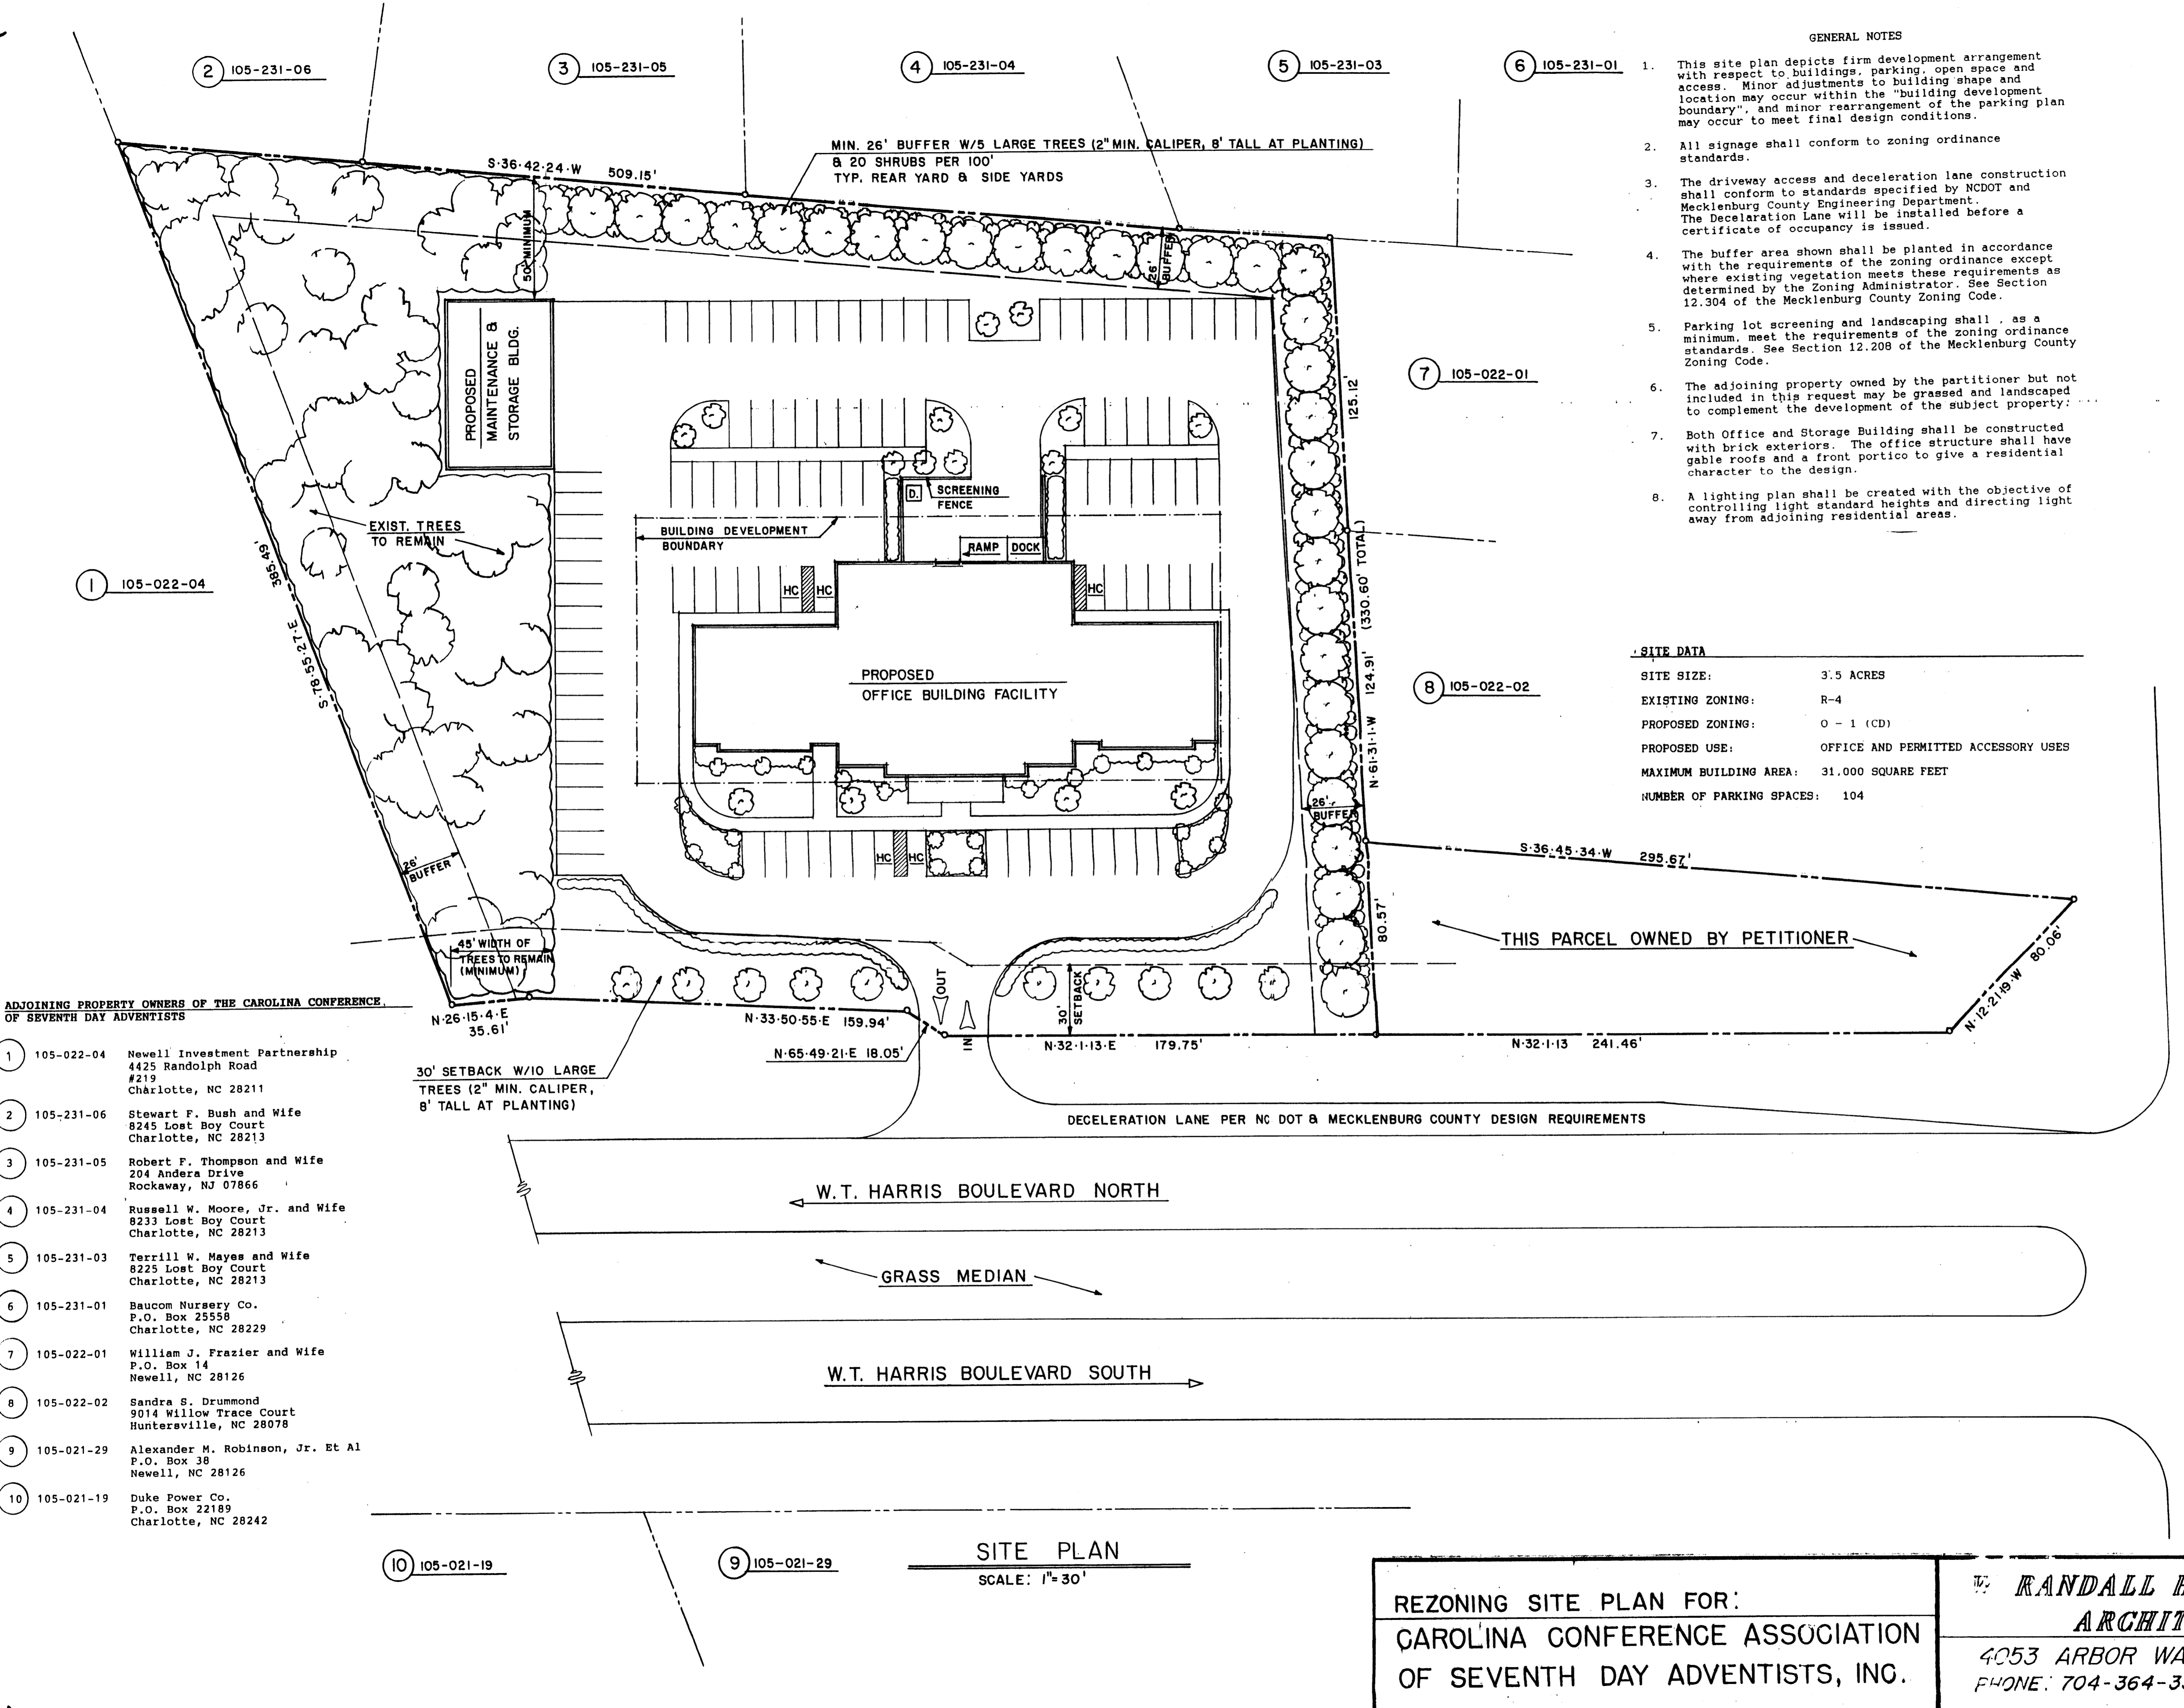 2 105-231-06
3 105-231-05
4 105-231-04
5 105-231-03
6 105-231-01
MIN. 26' BUFFER W/5 LARGE TREES (2" MIN. CALIPER, 8' TALL AT PLANTING)
& 20 SHRUBS PER 100'
TYP. REAR YARD & SIDE YARDS
S·36·42·24·W 509.15'
50' MINIMUM
26'
BUFFER
PROPOSED
MAINTENANCE &
STORAGE BLDG.
EXIST. TREES
TO REMAIN
1 105-022-04
385.49'
S·78·55·27·E
D.
SCREENING
FENCE
BUILDING DEVELOPMENT
BOUNDARY
RAMP
DOCK
HC
HC
HC
PROPOSED
OFFICE BUILDING FACILITY
HC
HC
7 105-022-01
125.12'
(330.60' TOTAL)
8 105-022-02
N·61·31·1·W 124.91'
26'
BUFFER
26'
BUFFER
45' WIDTH OF
TREES TO REMAIN
(MINIMUM)
N·26·15·4·E
35.61'
N·33·50·55·E 159.94'
N·65·49·21·E 18.05'
30' SETBACK W/10 LARGE
TREES (2" MIN. CALIPER,
8' TALL AT PLANTING)
OUT
IN
30'
SETBACK
N·32·1·13·E 179.75'
80.57'
S·36·45·34·W 295.67'
THIS PARCEL OWNED BY PETITIONER
N·12·21·19·W 80.06'
N·32·1·13 241.46'
DECELERATION LANE PER NC DOT & MECKLENBURG COUNTY DESIGN REQUIREMENTS
W.T. HARRIS BOULEVARD NORTH
GRASS MEDIAN
W.T. HARRIS BOULEVARD SOUTH
10 105-021-19
9 105-021-29
SITE PLAN
SCALE: 1"=30'
GENERAL NOTES
1. This site plan depicts firm development arrangement
with respect to buildings, parking, open space and
access. Minor adjustments to building shape and
location may occur within the "building development
boundary", and minor rearrangement of the parking plan
may occur to meet final design conditions.
2. All signage shall conform to zoning ordinance
standards.
3. The driveway access and deceleration lane construction
shall conform to standards specified by NCDOT and
Mecklenburg County Engineering Department.
The Decelaration Lane will be installed before a
certificate of occupancy is issued.
4. The buffer area shown shall be planted in accordance
with the requirements of the zoning ordinance except
where existing vegetation meets these requirements as
determined by the Zoning Administrator. See Section
12.304 of the Mecklenburg County Zoning Code.
5. Parking lot screening and landscaping shall , as a
minimum, meet the requirements of the zoning ordinance
standards. See Section 12.208 of the Mecklenburg County
Zoning Code.
6. The adjoining property owned by the partitioner but not
included in this request may be grassed and landscaped
to complement the development of the subject property.
7. Both Office and Storage Building shall be constructed
with brick exteriors. The office structure shall have
gable roofs and a front portico to give a residential
character to the design.
8. A lighting plan shall be created with the objective of
controlling light standard heights and directing light
away from adjoining residential areas.
SITE DATA
SITE SIZE: 3.5 ACRES
EXISTING ZONING: R-4
PROPOSED ZONING: O - 1 (CD)
PROPOSED USE: OFFICE AND PERMITTED ACCESSORY USES
MAXIMUM BUILDING AREA: 31,000 SQUARE FEET
NUMBER OF PARKING SPACES: 104
ADJOINING PROPERTY OWNERS OF THE CAROLINA CONFERENCE
OF SEVENTH DAY ADVENTISTS
1 105-022-04 Newell Investment Partnership
4425 Randolph Road
#219
Charlotte, NC 28211
2 105-231-06 Stewart F. Bush and Wife
8245 Lost Boy Court
Charlotte, NC 28213
3 105-231-05 Robert F. Thompson and Wife
204 Andera Drive
Rockaway, NJ 07866
4 105-231-04 Russell W. Moore, Jr. and Wife
8233 Lost Boy Court
Charlotte, NC 28213
5 105-231-03 Terrill W. Mayes and Wife
8225 Lost Boy Court
Charlotte, NC 28213
6 105-231-01 Baucom Nursery Co.
P.O. Box 25558
Charlotte, NC 28229
7 105-022-01 William J. Frazier and Wife
P.O. Box 14
Newell, NC 28126
8 105-022-02 Sandra S. Drummond
9014 Willow Trace Court
Huntersville, NC 28078
9 105-021-29 Alexander M. Robinson, Jr. Et Al
P.O. Box 38
Newell, NC 28126
10 105-021-19 Duke Power Co.
P.O. Box 22189
Charlotte, NC 28242
REZONING SITE PLAN FOR:
CAROLINA CONFERENCE ASSOCIATION
OF SEVENTH DAY ADVENTISTS, INC.
RANDALL
ARCHIT
4053 ARBOR WA
PHONE: 704-364-3